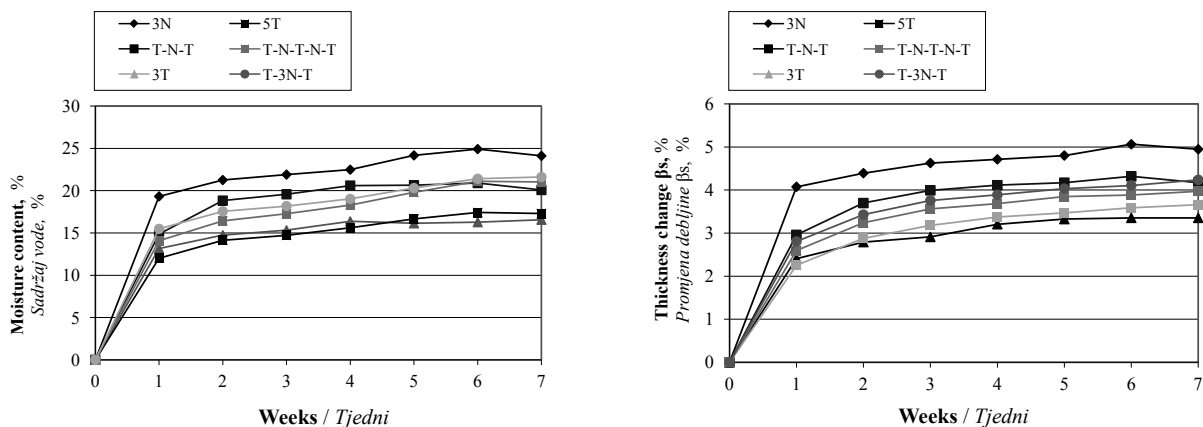 3N 5T
T-N-T T-N-T-N-T
3T T-3N-T
Moisture content, %
Sadržaj vode, %
30
25
20
15
10
5
0
0 1 2 3 4 5 6 7
Weeks / Tjedni
3N 5T
T-N-T T-N-T-N-T
3T T-3N-T
Thickness change βs, %
Promjena debljine βs, %
6
5
4
3
2
1
0
0 1 2 3 4 5 6 7
Weeks / Tjedni